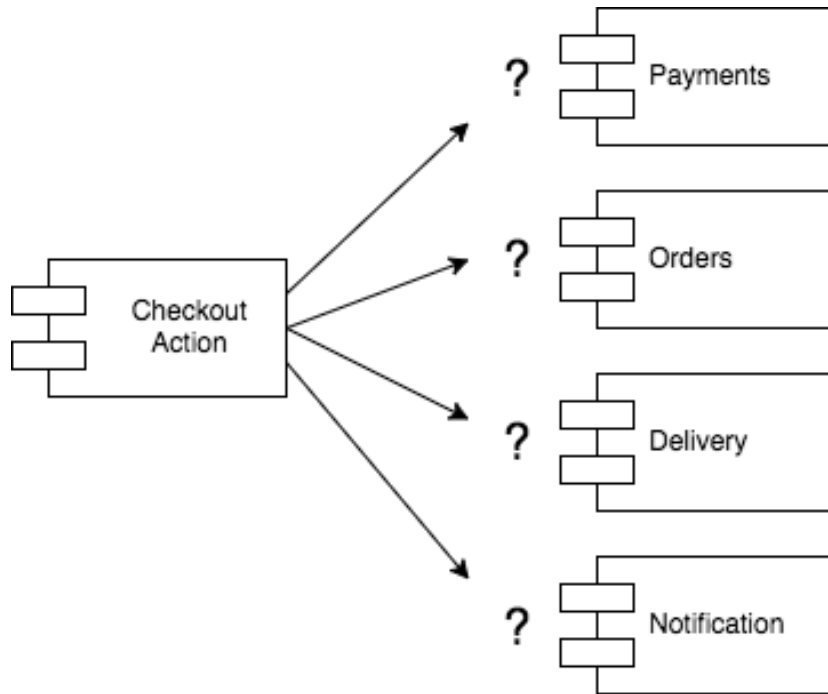 ?
Payments
?
Orders
Checkout
Action
?
Delivery
?
Notification